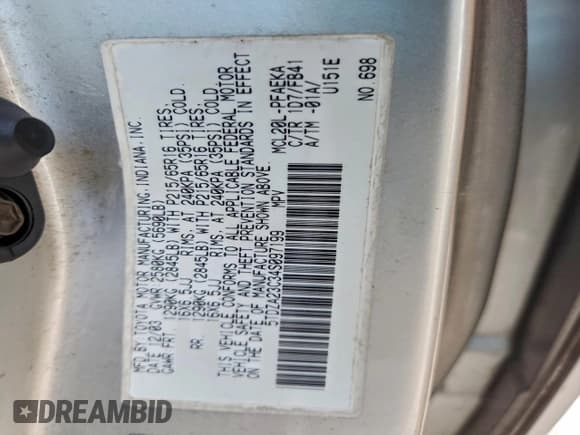 MFD. BY TOYOTA MOTOR MANUFACTURING, INDIANA, INC.
DATE 12/03 GVWR 2580KG (5690LB)
GAWR FRT. 1290KG (2845LB) WITH P215/65R16 TIRES,
16X6.5JJ RIMS, AT 240KPA (35PSI) COLD.
RR. 1290KG (2845LB) WITH P215/65R16 TIRES,
16X6.5JJ RIMS, AT 240KPA (35PSI) COLD.
THIS VEHICLE CONFORMS TO ALL APPLICABLE FEDERAL MOTOR
VEHICLE SAFETY AND THEFT PREVENTION STANDARDS IN EFFECT
ON THE DATE OF MANUFACTURE SHOWN ABOVE.
5TDZA22C34S097199 MPV
MCL20L-PFAEKA
C/TR 1D7/FB41
A/TM -01A/
U151E
NO 698
DREAMBID